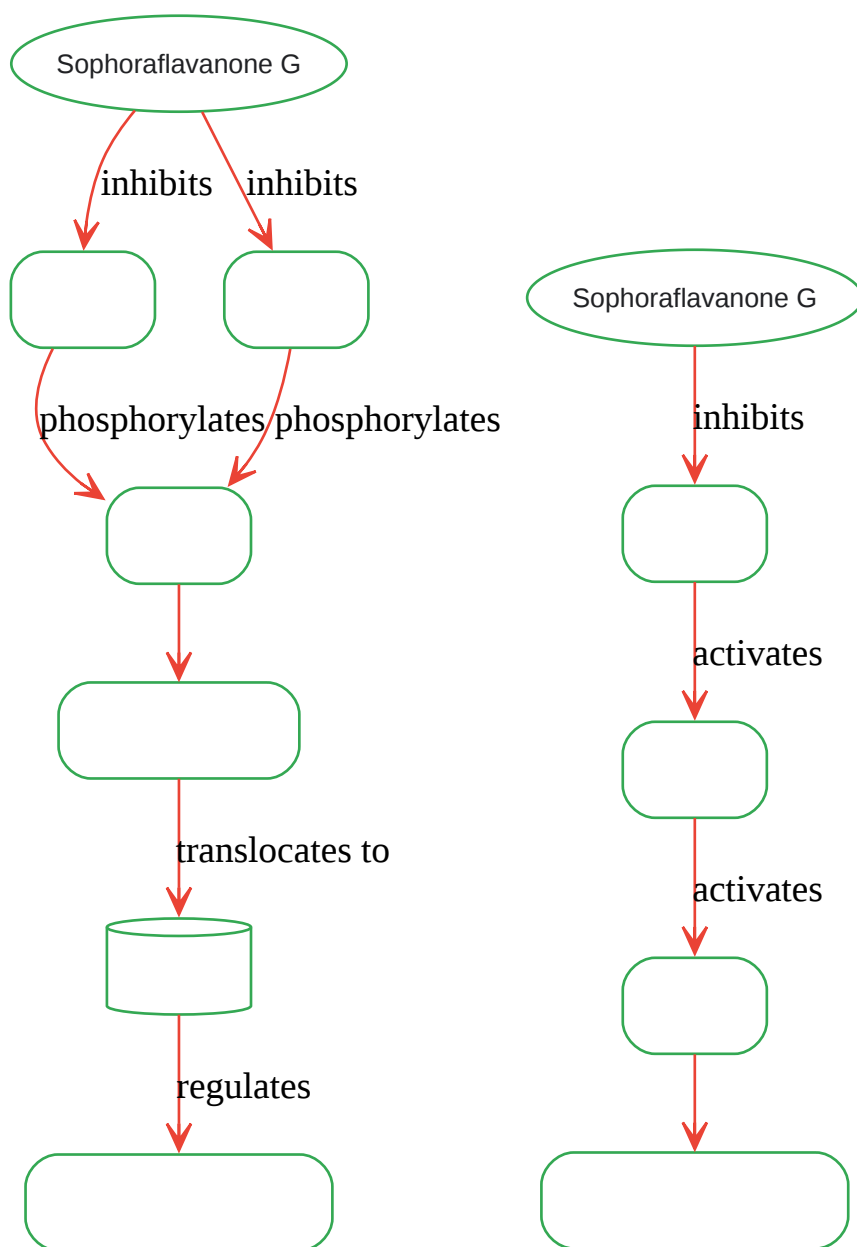 Sophoraflavanone G
inhibits
inhibits
phosphorylates
phosphorylates
translocates to
regulates
Sophoraflavanone G
inhibits
activates
activates